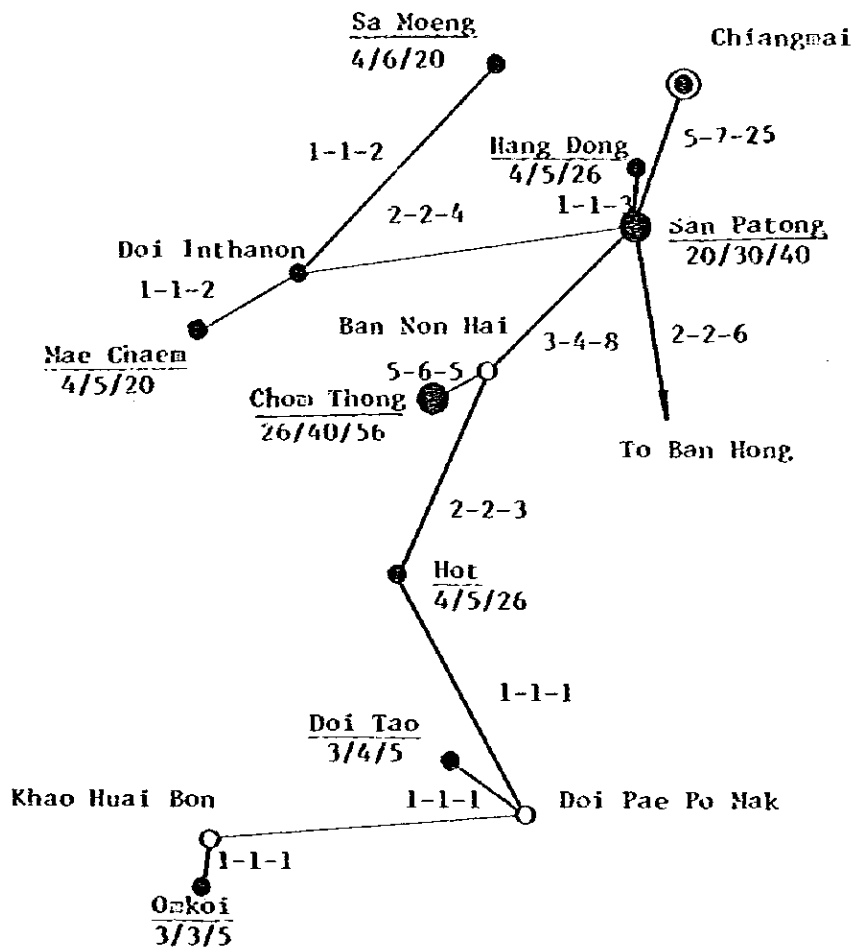 Sa Moeng
4/6/20
Chiangmai
5-7-25
1-1-2
Hang Dong
4/5/26
2-2-4
1-1-3
San Patong
20/30/40
Doi Inthanon
1-1-2
Mae Chaem
4/5/20
Ban Non Hai
3-4-8
2-2-6
5-6-5
Chom Thong
26/40/56
To Ban Hong
2-2-3
Hot
4/5/26
1-1-1
Doi Tao
3/4/5
Khao Huai Bon
1-1-1
Doi Pae Po Mak
1-1-1
Omkoi
3/3/5